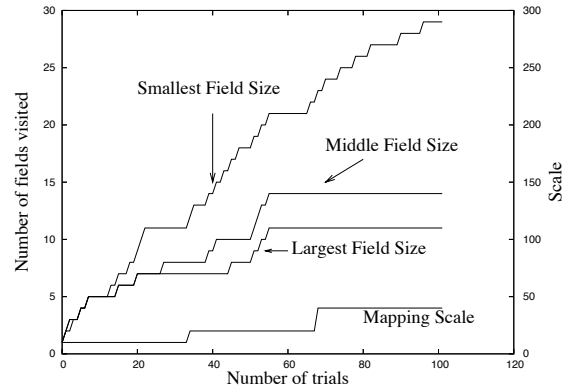 30
25
20
15
10
5
0
Number of fields visited
300
250
200
150
100
50
0
Scale
Smallest Field Size
Middle Field Size
Largest Field Size
Mapping Scale
0 20 40 60 80 100 120
Number of trials